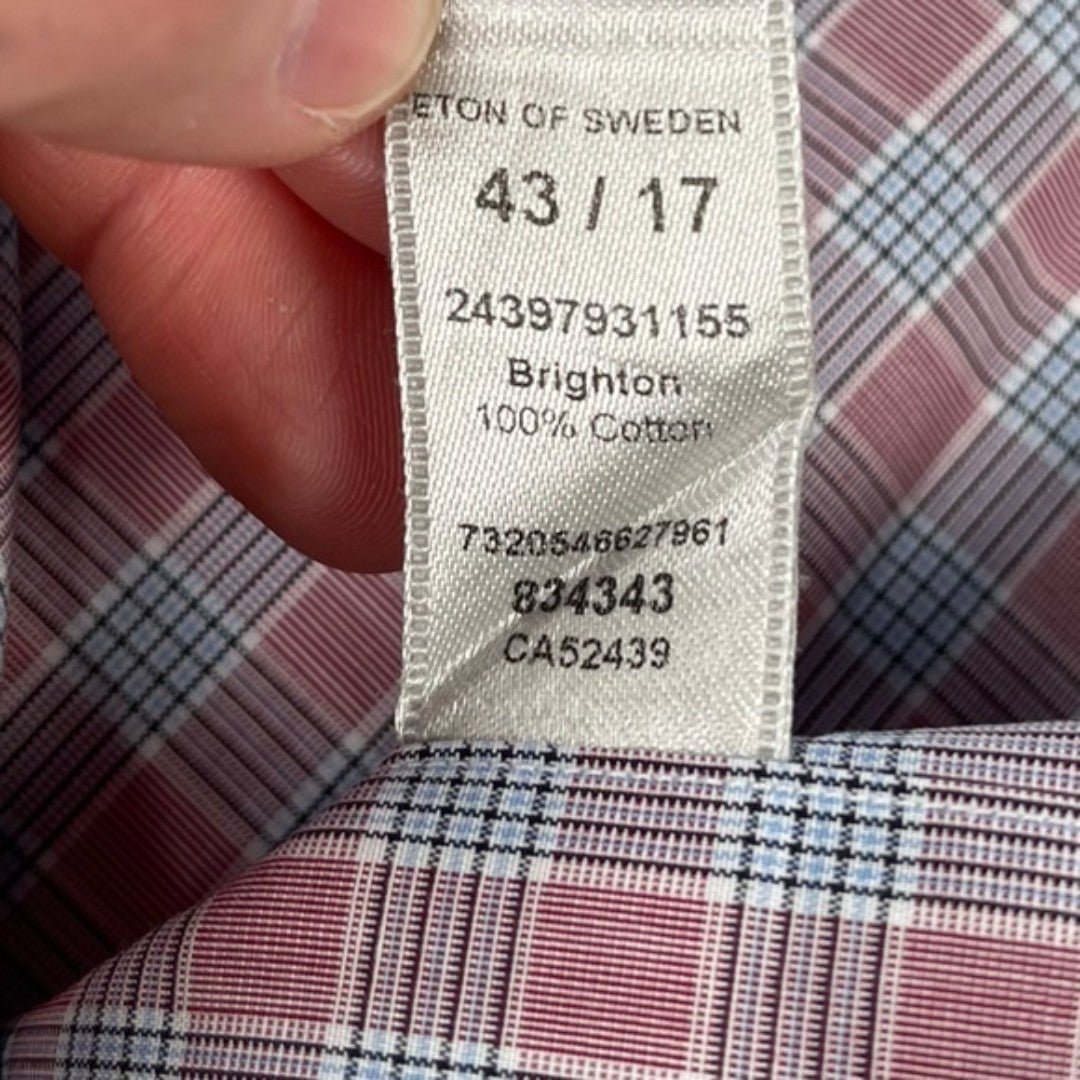 ETON OF SWEDEN
43 / 17
24397931155
Brighton
100% Cotton
7320546627961
834343
CA52439